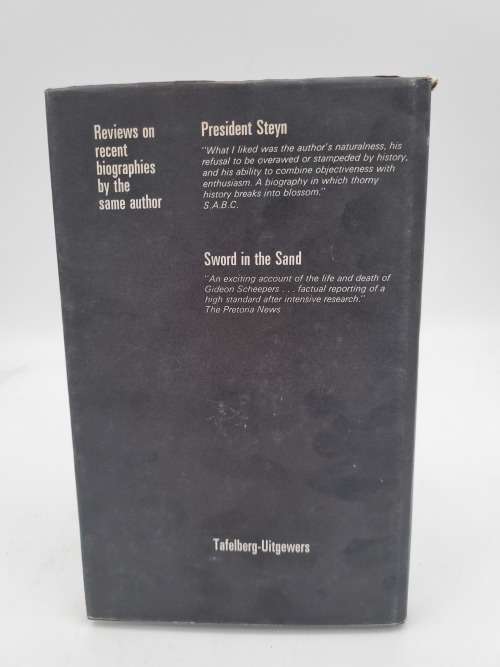 Reviews on
recent
biographies
by the
same author
President Steyn
"What I liked was the author's naturalness, his
refusal to be overawed or stampeded by history,
and his ability to combine objectiveness with
enthusiasm. A biography in which thorny
history breaks into blossom."
S.A.B.C.
Sword in the Sand
"An exciting account of the life and death of
Gideon Scheepers . . . factual reporting of a
high standard after intensive research."
The Pretoria News
Tafelberg-Uitgewers